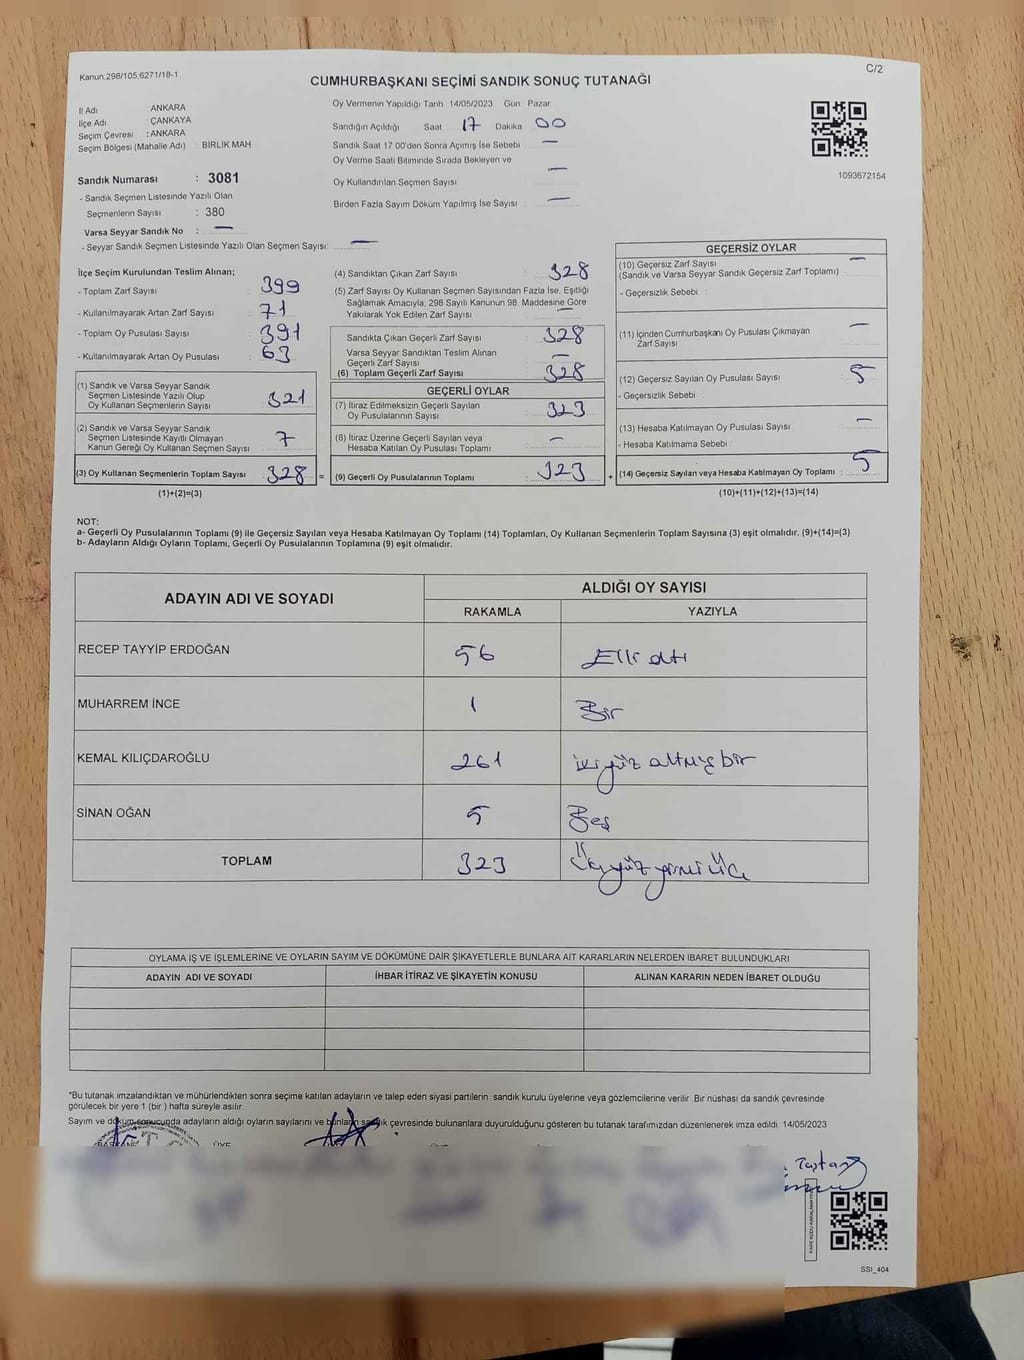 Kanun.298/105.6271/18-1
C/2
CUMHURBAŞKANI SEÇİMİ SANDIK SONUÇ TUTANAĞI
İl Adı ANKARA
İlçe Adı : ÇANKAYA
Seçim Çevresi : ANKARA
Seçim Bölgesi (Mahalle Adı) : BİRLİK MAH
Sandık Numarası : 3081
- Sandık Seçmen Listesinde Yazılı Olan
Seçmenlerin Sayısı : 380
Varsa Seyyar Sandık No : —
- Seyyar Sandık Seçmen Listesinde Yazılı Olan Seçmen Sayısı: —
Oy Vermenin Yapıldığı Tarih 14/05/2023 Gün Pazar
Sandığın Açıldığı Saat 17 Dakika 00
Sandık Saat 17 00'den Sonra Açımış İse Sebebi —
Oy Verme Saati Bitiminde Sırada Bekleyen ve
Oy Kullandırılan Seçmen Sayısı —
Birden Fazla Sayım Döküm Yapılmış İse Sayısı —
1093672154
İlçe Seçim Kurulundan Teslim Alınan;
- Toplam Zarf Sayısı : 399
- Kullanılmayarak Artan Zarf Sayısı : 71
- Toplam Oy Pusulası Sayısı : 391
- Kullanılmayarak Artan Oy Pusulası : 63
(1) Sandık ve Varsa Seyyar Sandık
Seçmen Listesinde Yazılı Olup
Oy Kullanan Seçmenlerin Sayısı : 321
(2) Sandık ve Varsa Seyyar Sandık
Seçmen Listesinde Kayıtlı Olmayan
Kanun Gereği Oy Kullanan Seçmen Sayısı 7
(3) Oy Kullanan Seçmenlerin Toplam Sayısı : 328 =
(1)+(2)=(3)
(4) Sandıktan Çıkan Zarf Sayısı : 328
(5) Zarf Sayısı Oy Kullanan Seçmen Sayısından Fazla İse, Eşitliği
Sağlamak Amacıyla, 298 Sayılı Kanunun 98. Maddesine Göre
Yakılarak Yok Edilen Zarf Sayısı : —
Sandıkta Çıkan Geçerli Zarf Sayısı : 328
Varsa Seyyar Sandıktan Teslim Alınan
Geçerli Zarf Sayısı —
(6) Toplam Geçerli Zarf Sayısı : 328
GEÇERLİ OYLAR
(7) İtiraz Edilmeksizin Geçerli Sayılan
Oy Pusulalarının Sayısı : 323
(8) İtiraz Üzerine Geçerli Sayılan veya
Hesaba Katılan Oy Pusulası Toplamı : —
(9) Geçerli Oy Pusulalarının Toplamı : 323 +
GEÇERSİZ OYLAR
(10) Geçersiz Zarf Sayısı —
(Sandık ve Varsa Seyyar Sandık Geçersiz Zarf Toplamı)
- Geçersizlik Sebebi :
(11) İçinden Cumhurbaşkanı Oy Pusulası Çıkmayan —
Zarf Sayısı
(12) Geçersiz Sayılan Oy Pusulası Sayısı : 5
- Geçersizlik Sebebi :
(13) Hesaba Katılmayan Oy Pusulası Sayısı : —
- Hesaba Katılmama Sebebi :
(14) Geçersiz Sayılan veya Hesaba Katılmayan Oy Toplamı : 5
(10)+(11)+(12)+(13)=(14)
NOT:
a- Geçerli Oy Pusulalarının Toplamı (9) ile Geçersiz Sayılan veya Hesaba Katılmayan Oy Toplamı (14) Toplamları, Oy Kullanan Seçmenlerin Toplam Sayısına (3) eşit olmalıdır. (9)+(14)=(3)
b- Adayların Aldığı Oyların Toplamı, Geçerli Oy Pusulalarının Toplamına (9) eşit olmalıdır.
ADAYIN ADI VE SOYADI
ALDIĞI OY SAYISI
RAKAMLA YAZIYLA
RECEP TAYYİP ERDOĞAN 56 Elli altı
MUHARREM İNCE 1 Bir
KEMAL KILIÇDAROĞLU 261 ikiyüz altmış bir
SİNAN OĞAN 5 Beş
TOPLAM 323 Üçyüz yirmi üç
OYLAMA İŞ VE İŞLEMLERİNE VE OYLARIN SAYIM VE DÖKÜMÜNE DAİR ŞİKAYETLERLE BUNLARA AİT KARARLARIN NELERDEN İBARET BULUNDUKLARI
ADAYIN ADI VE SOYADI İHBAR İTİRAZ VE ŞİKAYETİN KONUSU ALINAN KARARIN NEDEN İBARET OLDUĞU
*Bu tutanak imzalandıktan ve mühürlendikten sonra seçime katılan adayların ve talep eden siyasi partilerin sandık kurulu üyelerine veya gözlemcilerine verilir. Bir nüshası da sandık çevresinde
görülecek bir yere 1 (bir ) hafta süreyle asılır.
Sayım ve döküm sonucunda adayların aldığı oyların sayılarını ve bunların sandık çevresinde bulunanlara duyurulduğunu gösteren bu tutanak tarafımızdan düzenlenerek imza edildi. 14/05/2023
BAŞKAN ÜYE
SSI_404